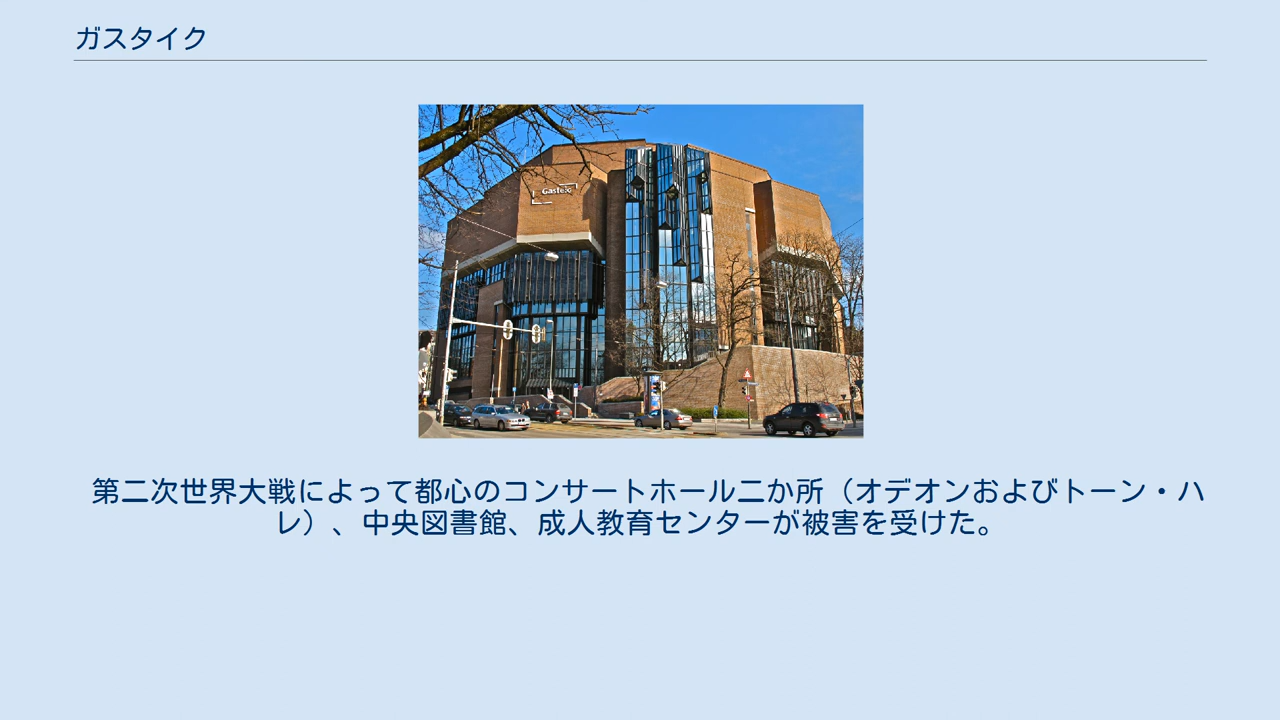 ガスタイク
Gasteig
第二次世界大戦によって都心のコンサートホール二か所（オデオンおよびトーン・ハ
レ）、中央図書館、成人教育センターが被害を受けた。